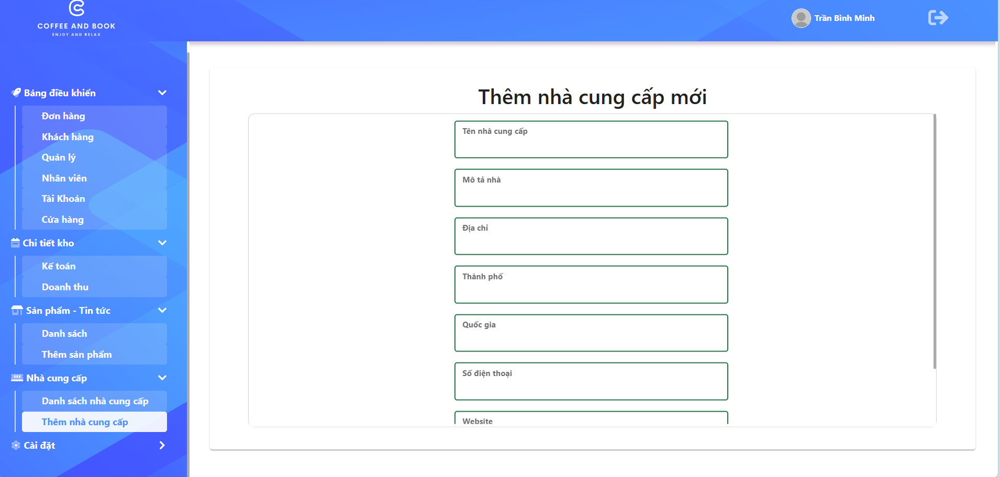 COFFEE AND BOOK
ENJOY AND RELAX
Trần Bình Minh
Bảng điều khiển
Đơn hàng
Khách hàng
Quản lý
Nhân viên
Tài Khoản
Cửa hàng
Chi tiết kho
Kế toán
Doanh thu
Sản phẩm - Tin tức
Danh sách
Thêm sản phẩm
Nhà cung cấp
Danh sách nhà cung cấp
Thêm nhà cung cấp
Cài đặt
Thêm nhà cung cấp mới
Tên nhà cung cấp
Mô tả nhà
Địa chỉ
Thành phố
Quốc gia
Số điện thoại
Website